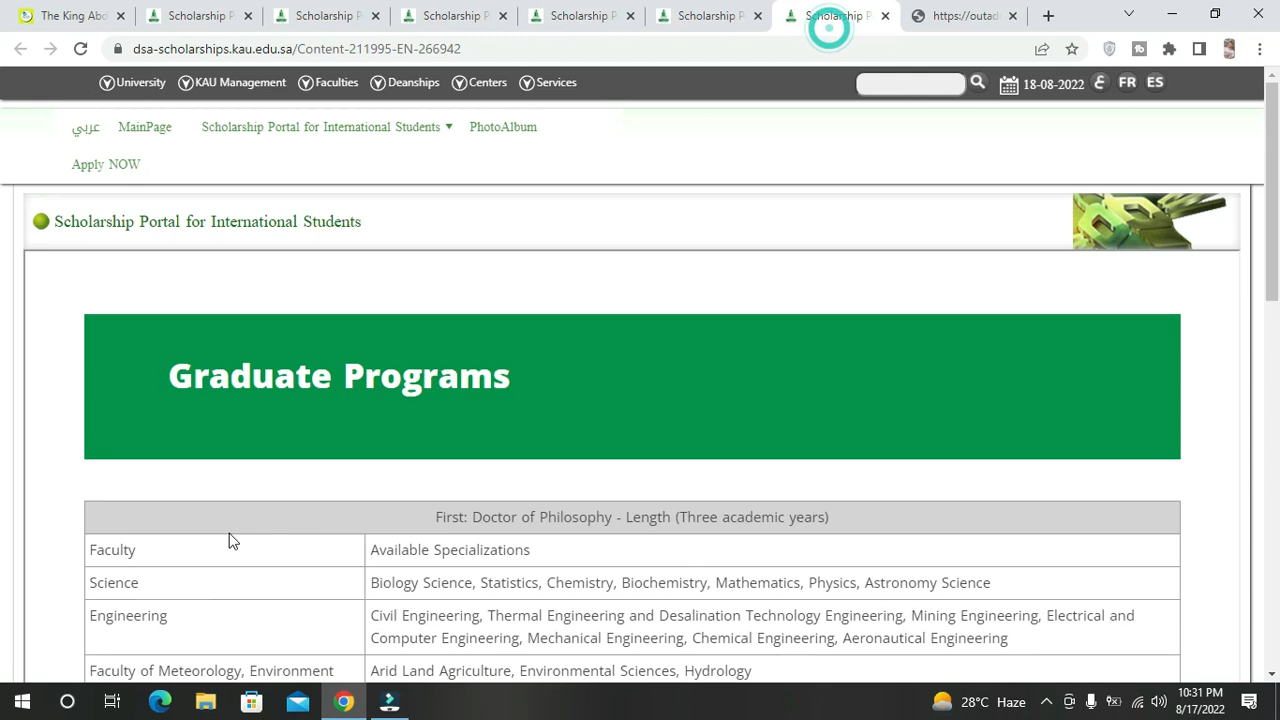 The King Abd
Scholarship P
Scholarship P
Scholarship P
Scholarship P
Scholarship P
Scholarship P
https://outad
dsa-scholarships.kau.edu.sa/Content-211995-EN-266942
University KAU Management Faculties Deanships Centers Services
18-08-2022 ع FR ES
عربي MainPage Scholarship Portal for International Students ▼ PhotoAlbum
Apply NOW
Scholarship Portal for International Students
Graduate Programs
First: Doctor of Philosophy - Length (Three academic years)
Faculty Available Specializations
Science Biology Science, Statistics, Chemistry, Biochemistry, Mathematics, Physics, Astronomy Science
Engineering Civil Engineering, Thermal Engineering and Desalination Technology Engineering, Mining Engineering, Electrical and
Computer Engineering, Mechanical Engineering, Chemical Engineering, Aeronautical Engineering
Faculty of Meteorology, Environment Arid Land Agriculture, Environmental Sciences, Hydrology
28°C Haze
10:31 PM
8/17/2022